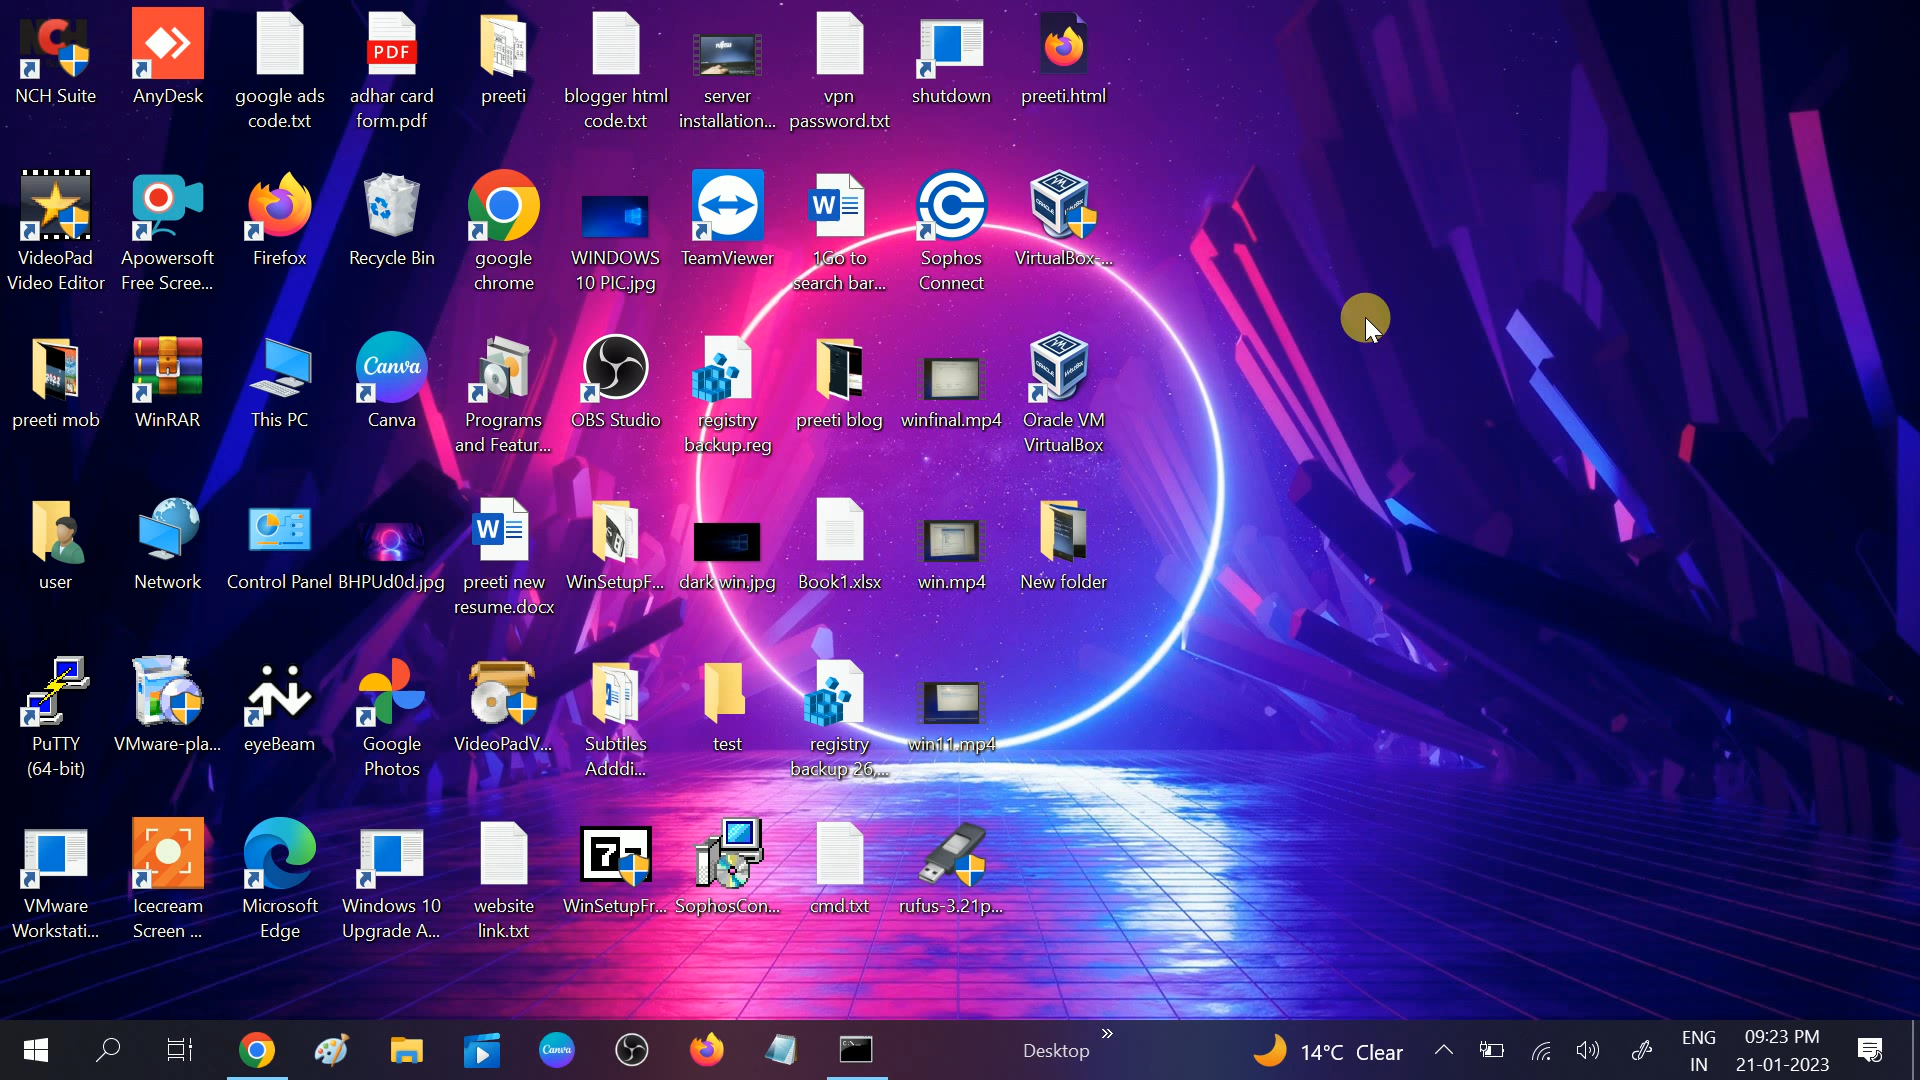 NCH Suite
AnyDesk
google ads
code.txt
PDF
adhar card
form.pdf
preeti
blogger html
code.txt
server
installation...
vpn
password.txt
shutdown
preeti.html
VideoPad
Video Editor
Apowersoft
Free Scree...
Firefox
Recycle Bin
google
chrome
WINDOWS
10 PIC.jpg
TeamViewer
W
1Go to
search bar...
Sophos
Connect
VirtualBox-...
preeti mob
WinRAR
This PC
Canva
Canva
Programs
and Featur...
OBS Studio
registry
backup.reg
preeti blog
winfinal.mp4
Oracle VM
VirtualBox
user
Network
Control Panel
BHPUd0d.jpg
W
preeti new
resume.docx
WinSetupF...
dark win.jpg
Book1.xlsx
win.mp4
New folder
PuTTY
(64-bit)
VMware-pla...
eyeBeam
Google
Photos
VideoPadV...
Subtiles
Adddi...
test
registry
backup 26,...
win11.mp4
VMware
Workstati...
Icecream
Screen ...
Microsoft
Edge
Windows 10
Upgrade A...
website
link.txt
WinSetupFr...
SophosCon...
cmd.txt
rufus-3.21p...
Canva
Desktop
14°C Clear
ENG
IN
09:23 PM
21-01-2023